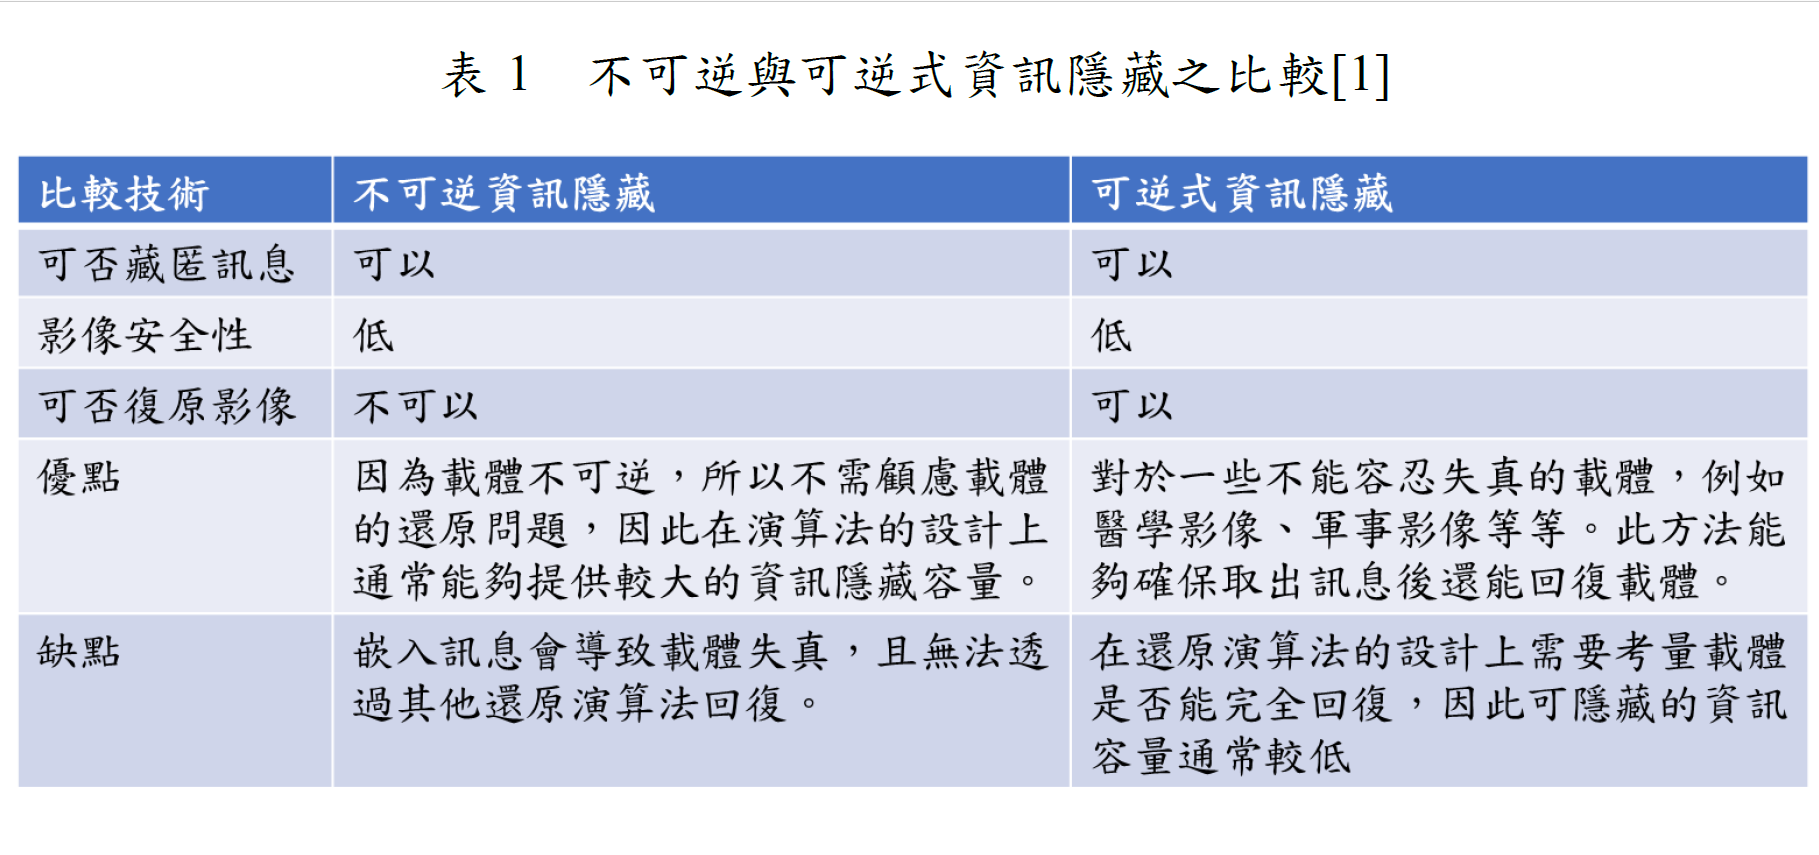 表 1　不可逆與可逆式資訊隱藏之比較[1]
比較技術　不可逆資訊隱藏　可逆式資訊隱藏
可否藏匿訊息　可以　可以
影像安全性　低　低
可否復原影像　不可以　可以
優點
因為載體不可逆，所以不需顧慮載體
的還原問題，因此在演算法的設計上
通常能夠提供較大的資訊隱藏容量。
對於一些不能容忍失真的載體，例如
醫學影像、軍事影像等等。此方法能
夠確保取出訊息後還能回復載體。
缺點
嵌入訊息會導致載體失真，且無法透
過其他還原演算法回復。
在還原演算法的設計上需要考量載體
是否能完全回復，因此可隱藏的資訊
容量通常較低